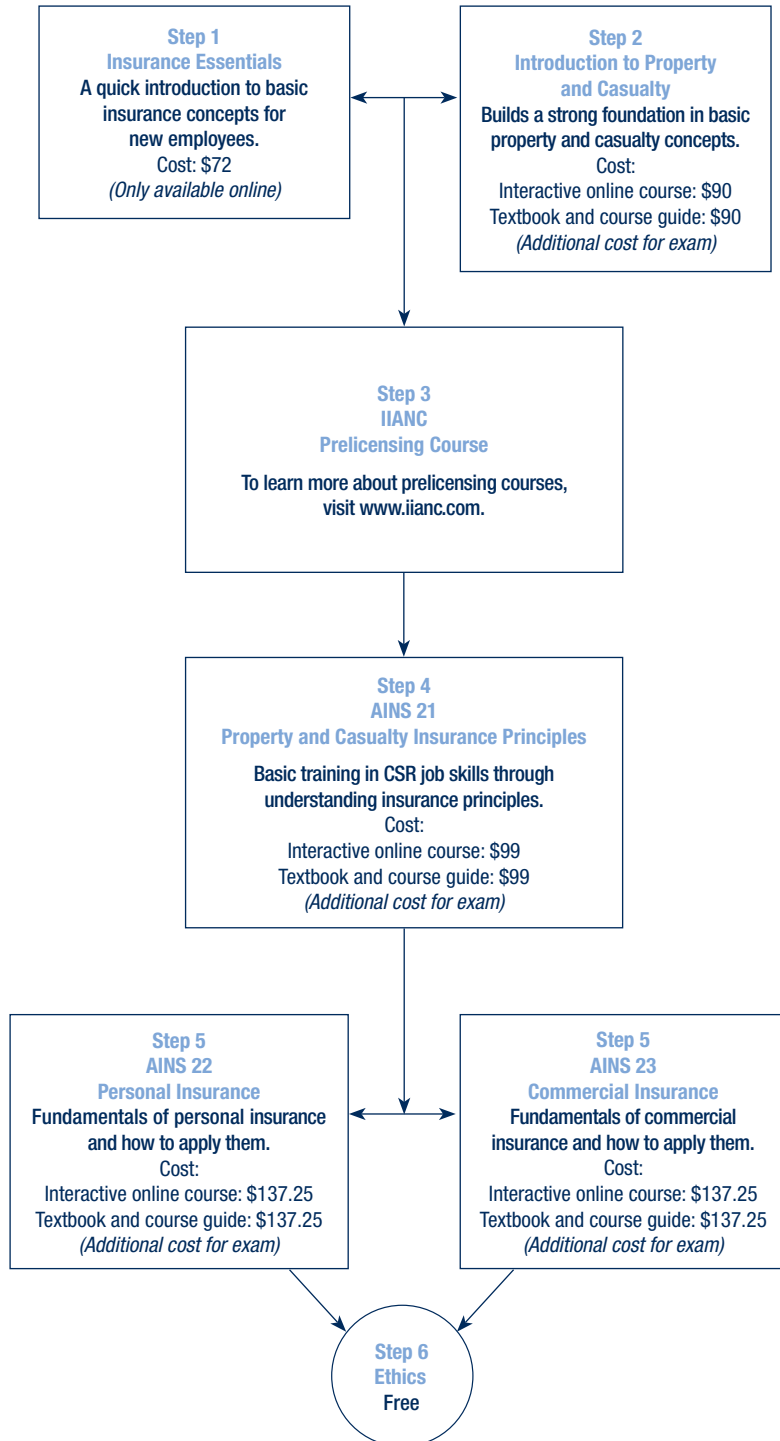 Step 1
Insurance Essentials
A quick introduction to basic
insurance concepts for
new employees.
Cost: $72
(Only available online)
Step 2
Introduction to Property
and Casualty
Builds a strong foundation in basic
property and casualty concepts.
Cost:
Interactive online course: $90
Textbook and course guide: $90
(Additional cost for exam)
Step 3
IIANC
Prelicensing Course
To learn more about prelicensing courses,
visit www.iianc.com.
Step 4
AINS 21
Property and Casualty Insurance Principles
Basic training in CSR job skills through
understanding insurance principles.
Cost:
Interactive online course: $99
Textbook and course guide: $99
(Additional cost for exam)
Step 5
AINS 22
Personal Insurance
Fundamentals of personal insurance
and how to apply them.
Cost:
Interactive online course: $137.25
Textbook and course guide: $137.25
(Additional cost for exam)
Step 5
AINS 23
Commercial Insurance
Fundamentals of commercial
insurance and how to apply them.
Cost:
Interactive online course: $137.25
Textbook and course guide: $137.25
(Additional cost for exam)
Step 6
Ethics
Free